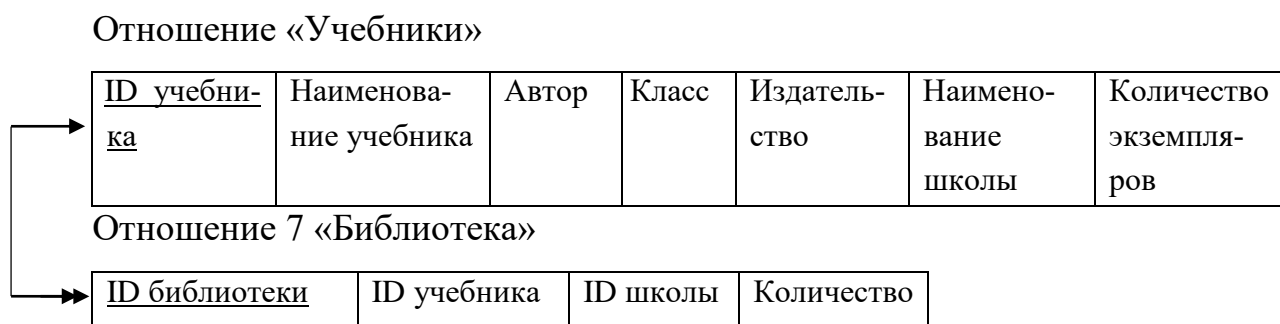 Отношение «Учебники»
ID учебни- Наименова- Автор Класс Издатель- Наимено- Количество
ка ние учебника ство вание экземпля-
школы ров
Отношение 7 «Библиотека»
ID библиотеки ID учебника ID школы Количество